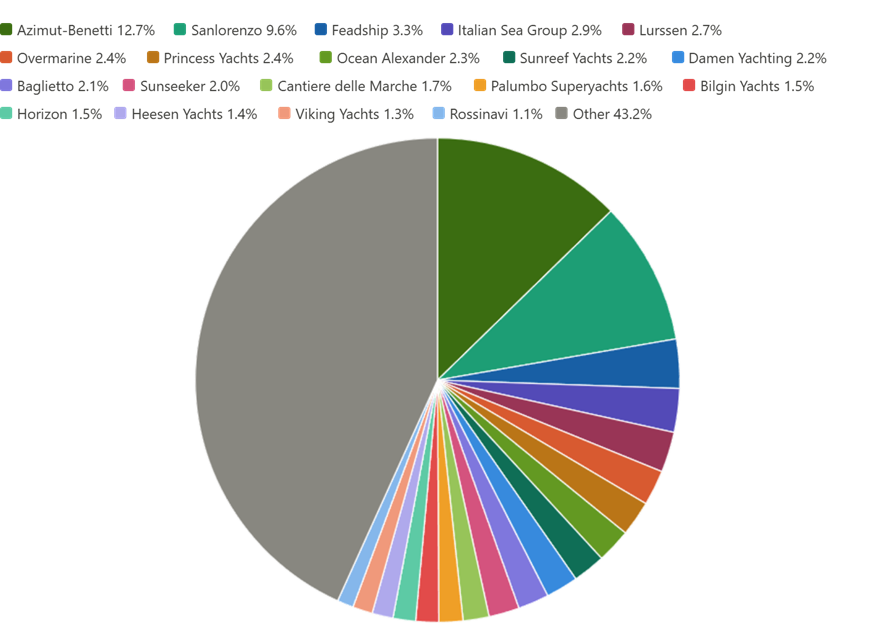 Azimut-Benetti 12.7% Sanlorenzo 9.6% Feadship 3.3% Italian Sea Group 2.9% Lurssen 2.7%
Overmarine 2.4% Princess Yachts 2.4% Ocean Alexander 2.3% Sunreef Yachts 2.2% Damen Yachting 2.2%
Baglietto 2.1% Sunseeker 2.0% Cantiere delle Marche 1.7% Palumbo Superyachts 1.6% Bilgin Yachts 1.5%
Horizon 1.5% Heesen Yachts 1.4% Viking Yachts 1.3% Rossinavi 1.1% Other 43.2%